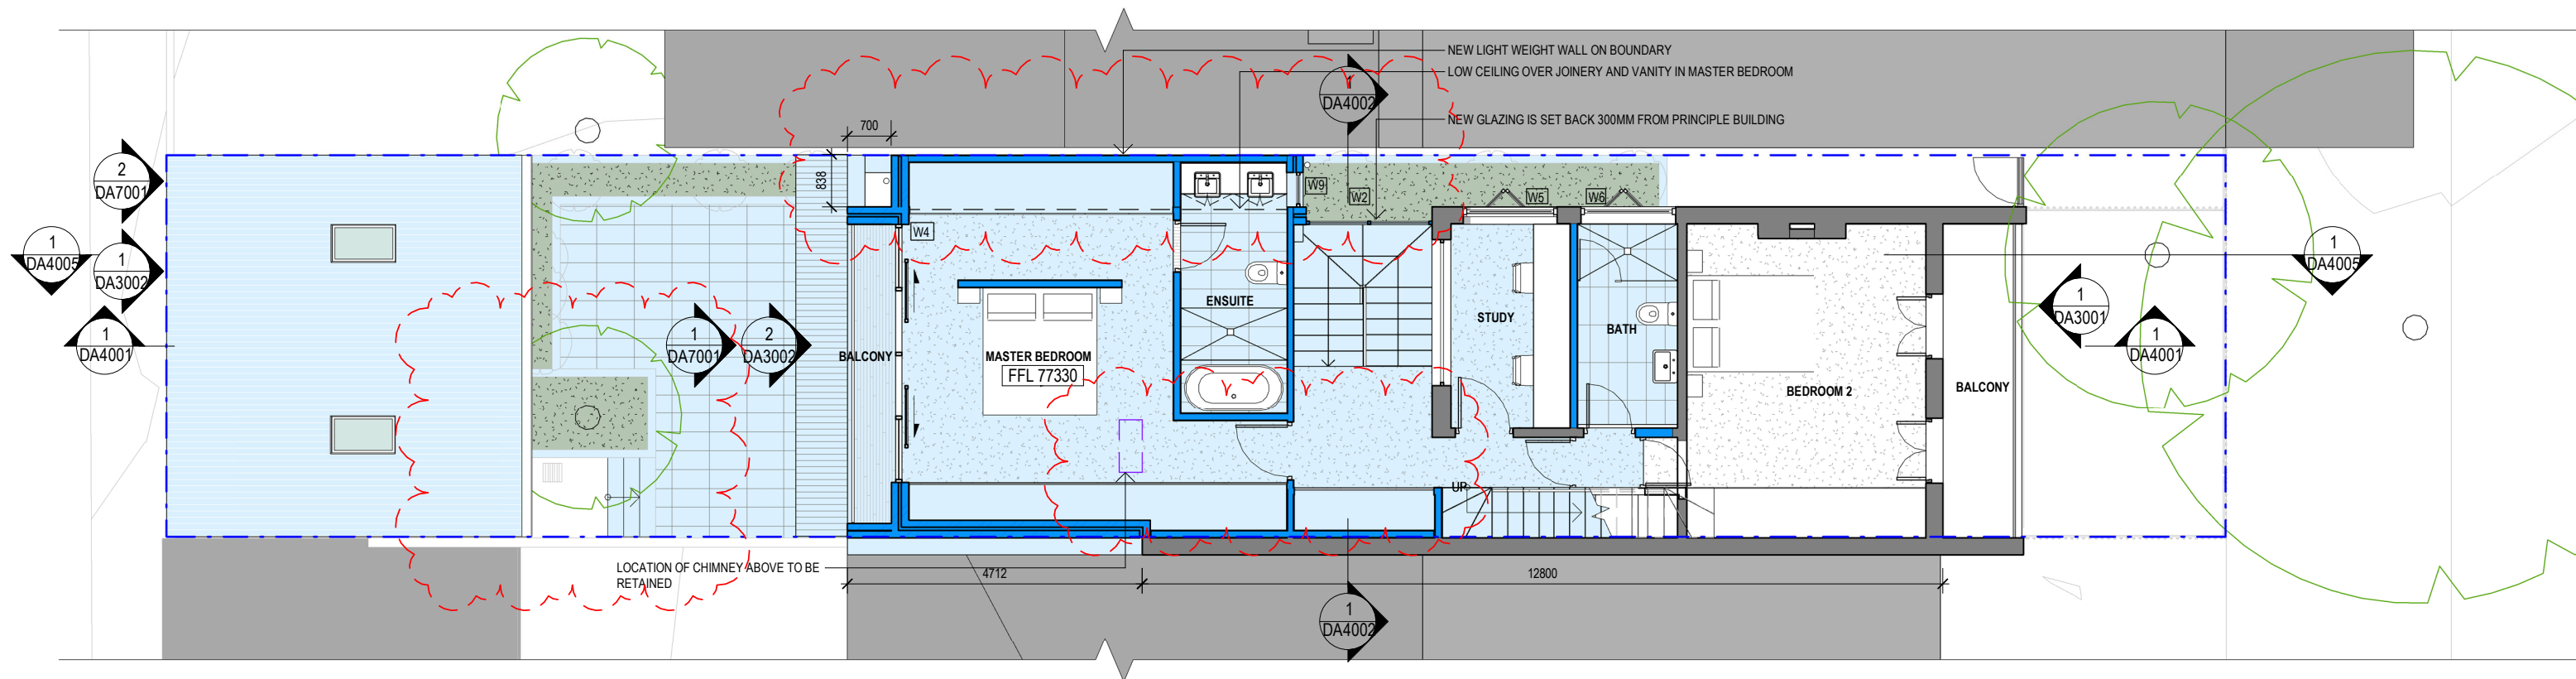 NEW LIGHT WEIGHT WALL ON BOUNDARY
LOW CEILING OVER JOINERY AND VANITY IN MASTER BEDROOM
1
DA4002
NEW GLAZING IS SET BACK 300MM FROM PRINCIPLE BUILDING
700
838
2
DA7001
1
DA4005
1
DA3002
1
DA4001
W9
W2
W5
W6
W4
1
DA4005
ENSUITE
STUDY
BATH
1
DA3001
1
DA4001
1
DA7001
2
DA3002
BALCONY
MASTER BEDROOM
FFL 77330
BEDROOM 2
BALCONY
UP
LOCATION OF CHIMNEY ABOVE TO BE
RETAINED
4712
12800
1
DA4002